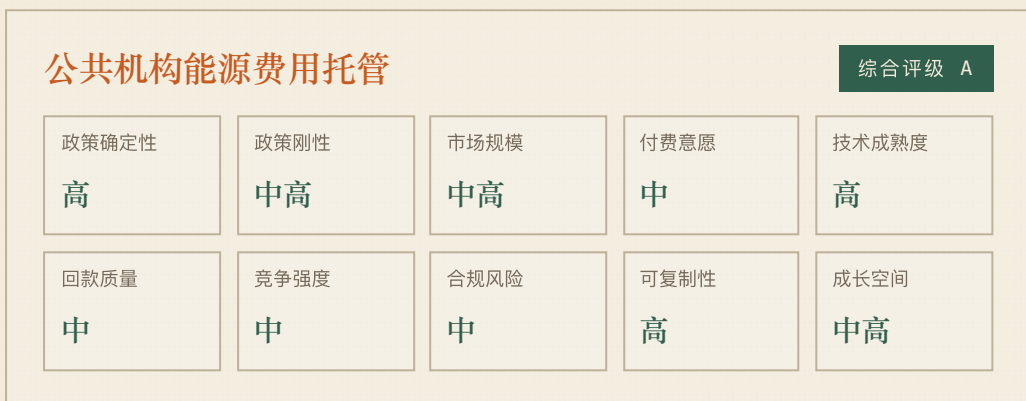 公共机构能源费用托管
综合评级 A
政策确定性
高
政策刚性
中高
市场规模
中高
付费意愿
中
技术成熟度
高
回款质量
中
竞争强度
中
合规风险
中
可复制性
高
成长空间
中高